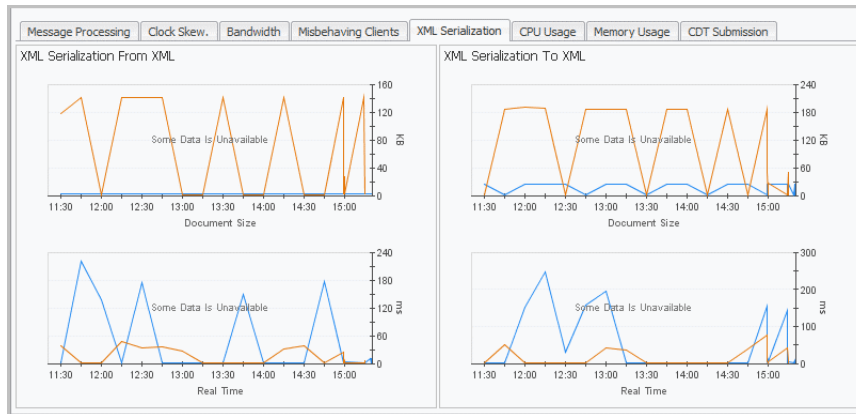 Message Processing Clock Skew. Bandwidth Misbehaving Clients XML Serialization CPU Usage Memory Usage CDT Submission
XML Serialization From XML
160
120
80
40
0
KB
Some Data Is Unavailable
11:30 12:00 12:30 13:00 13:30 14:00 14:30 15:00
Document Size
240
180
120
60
0
ms
Some Data Is Unavailable
11:30 12:00 12:30 13:00 13:30 14:00 14:30 15:00
Real Time
XML Serialization To XML
240
180
120
60
0
KB
Some Data Is Unavailable
11:30 12:00 12:30 13:00 13:30 14:00 14:30 15:00
Document Size
300
200
100
0
ms
Some Data Is Unavailable
11:30 12:00 12:30 13:00 13:30 14:00 14:30 15:00
Real Time